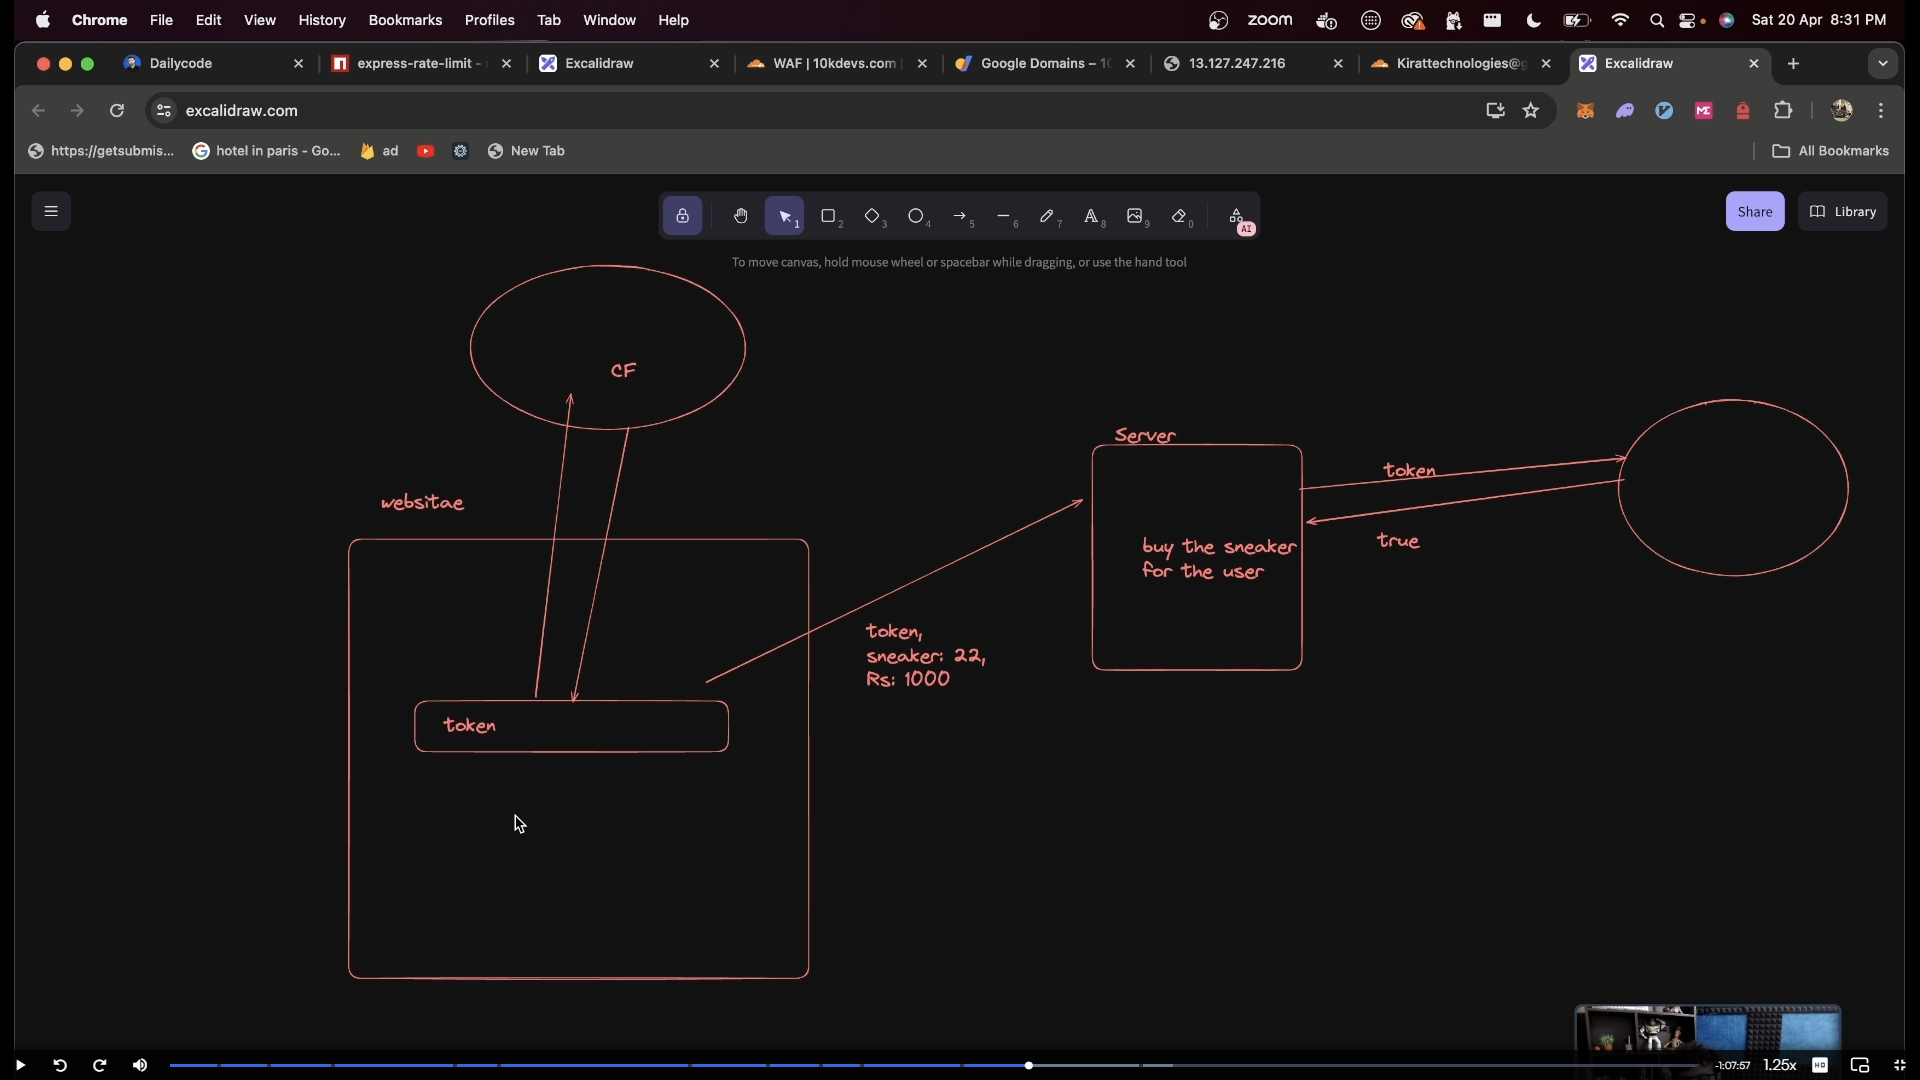 Chrome File Edit View History Bookmarks Profiles Tab Window Help zoom Sat 20 Apr 8:31 PM
Dailycode express-rate-limit - Excalidraw WAF | 10kdevs.com Google Domains – 10 13.127.247.216 Kirattechnologies@g Excalidraw
excalidraw.com
https://getsubmis... hotel in paris - Go... ad New Tab All Bookmarks
1 2 3 4 5 6 7 8 9 0 AI Share Library
To move canvas, hold mouse wheel or spacebar while dragging, or use the hand tool
CF
Server
token
websitae
true
buy the sneaker
for the user
token,
sneaker: 22,
Rs: 1000
token
-1:07:57 1.25x HD